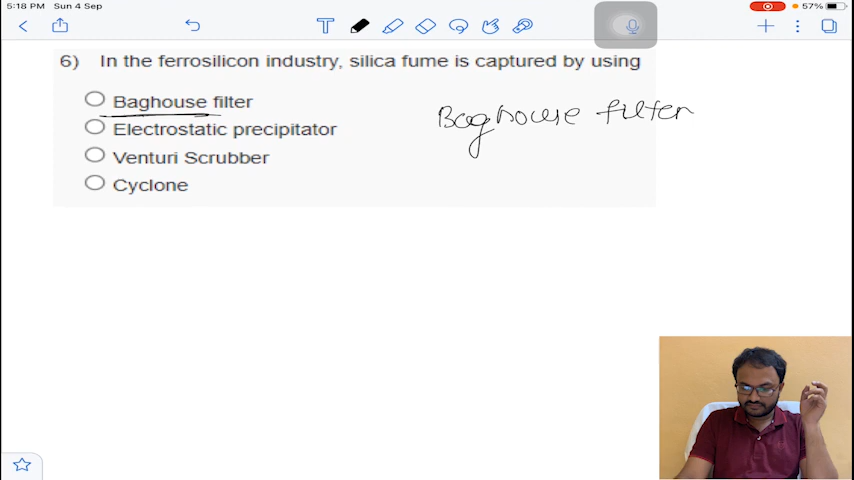 5:18 PM Sun 4 Sep
57%
T
6) In the ferrosilicon industry, silica fume is captured by using
Baghouse filter
Electrostatic precipitator
Venturi Scrubber
Cyclone
Baghouse filter